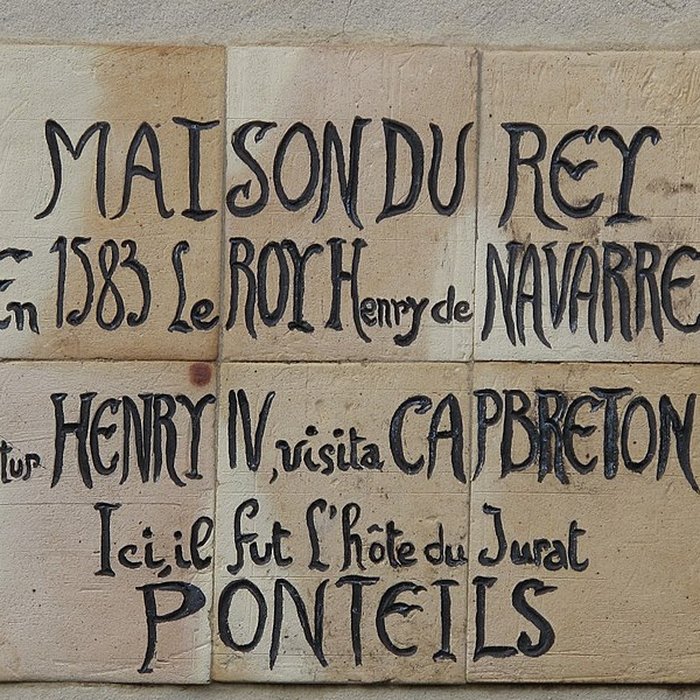 MAISON DU REY
En 1583 Le ROY Henry de NAVARRE
tur HENRY IV, visita CAPBRETON
Ici, il fut l'hôte du Jurat
PONTEILS